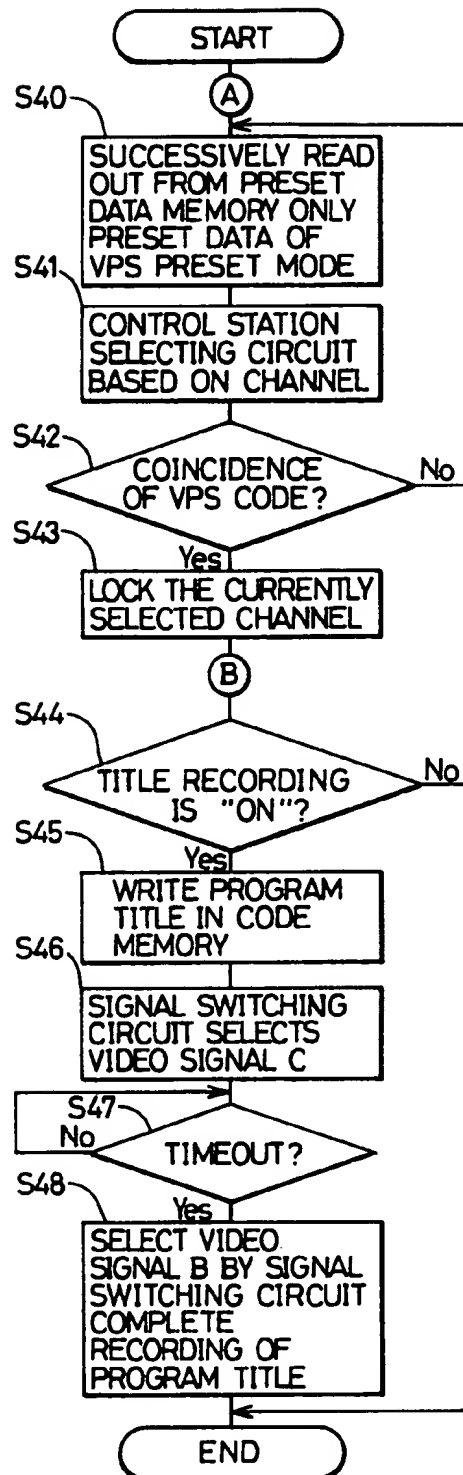 START
A
S40
SUCCESSIVELY READ
OUT FROM PRESET
DATA MEMORY ONLY
PRESET DATA OF
VPS PRESET MODE
S41
CONTROL STATION
SELECTING CIRCUIT
BASED ON CHANNEL
S42
COINCIDENCE
OF VPS CODE?
No
Yes
S43
LOCK THE CURRENTLY
SELECTED CHANNEL
B
S44
TITLE RECORDING
IS "ON"?
No
Yes
S45
WRITE PROGRAM
TITLE IN CODE
MEMORY
S46
SIGNAL SWITCHING
CIRCUIT SELECTS
VIDEO SIGNAL C
S47
No
TIMEOUT?
Yes
S48
SELECT VIDEO
SIGNAL B BY SIGNAL
SWITCHING CIRCUIT
COMPLETE
RECORDING OF
PROGRAM TITLE
END